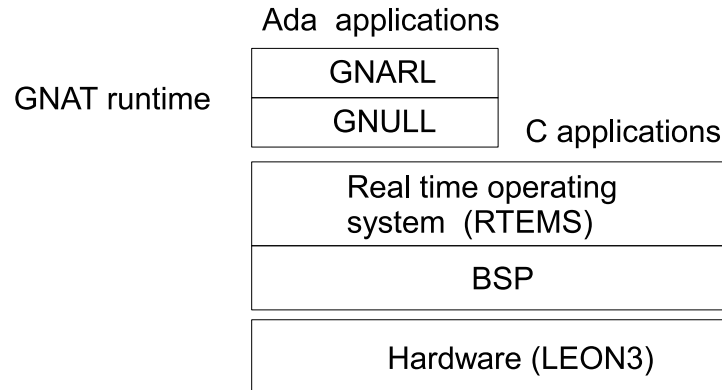 Ada applications
GNARL
GNAT runtime
GNULL
C applications
Real time operating
system (RTEMS)
BSP
Hardware (LEON3)